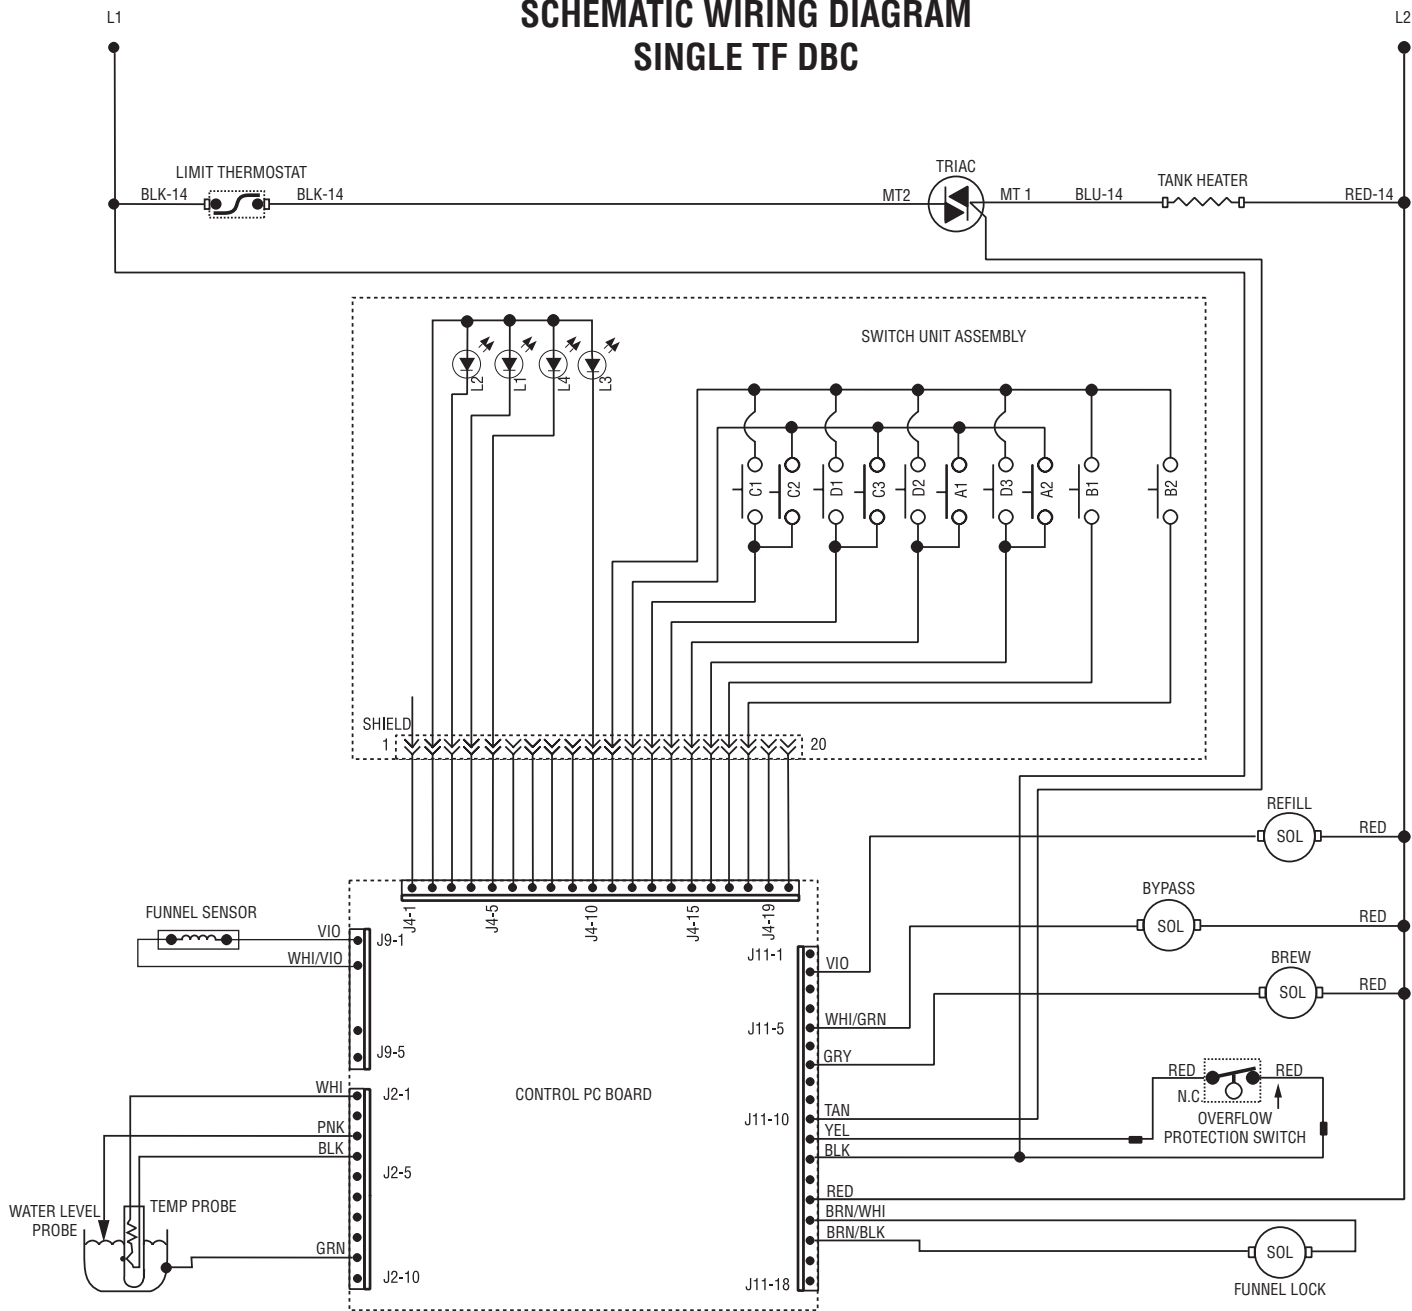 SCHEMATIC WIRING DIAGRAM
SINGLE TF DBC
L1
L2
LIMIT THERMOSTAT
BLK-14
BLK-14
TRIAC
MT2
MT 1
BLU-14
TANK HEATER
RED-14
SWITCH UNIT ASSEMBLY
L2
L1
L4
L3
C1
C2
D1
C3
D2
A1
D3
A2
B1
B2
SHIELD
1
20
REFILL
SOL
RED
J4-1
J4-5
J4-10
J4-15
J4-19
BYPASS
SOL
RED
FUNNEL SENSOR
VIO
J9-1
WHI/VIO
J9-5
J11-1
VIO
BREW
SOL
RED
J11-5
WHI/GRN
GRY
CONTROL PC BOARD
RED
RED
N.C.
OVERFLOW
PROTECTION SWITCH
WHI
J2-1
PNK
BLK
J2-5
J11-10
TAN
YEL
BLK
RED
BRN/WHI
BRN/BLK
WATER LEVEL
PROBE
TEMP PROBE
GRN
J2-10
J11-18
SOL
FUNNEL LOCK